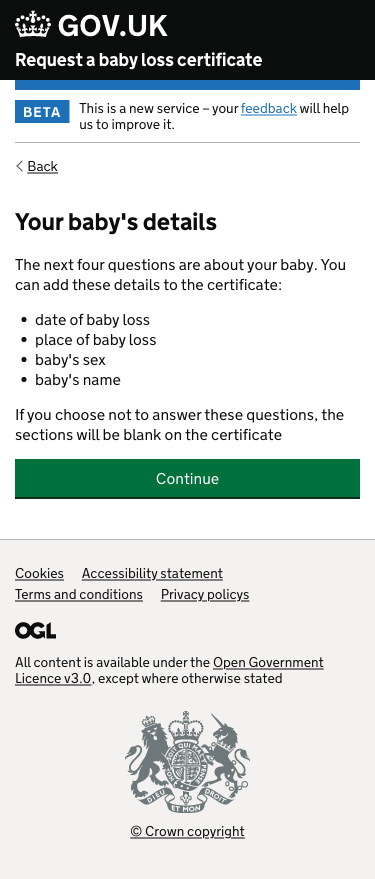 GOV.UK
Request a baby loss certificate
BETA
This is a new service – your feedback will help
us to improve it.
Back
Your baby's details
The next four questions are about your baby. You
can add these details to the certificate:
• date of baby loss
• place of baby loss
• baby's sex
• baby's name
If you choose not to answer these questions, the
sections will be blank on the certificate
Continue
Cookies Accessibility statement
Terms and conditions Privacy policys
OGL
All content is available under the Open Government
Licence v3.0, except where otherwise stated
DIEU ET MON DROIT
© Crown copyright